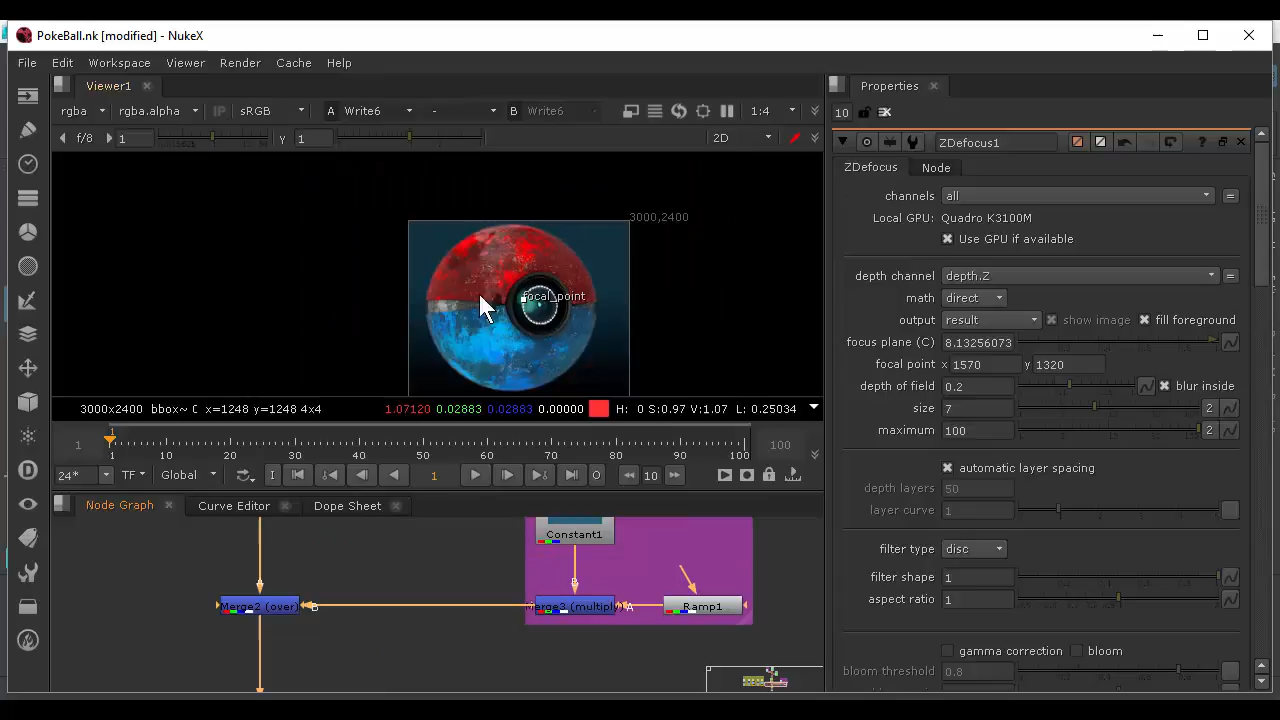 PokeBall.nk [modified] - NukeX
File Edit Workspace Viewer Render Cache Help
Viewer1
Properties
rgba rgba.alpha IP sRGB A Write6 - B Write6 1:4
10
f/8 1 Y 1 2D
ZDefocus1
ZDefocus Node
channels all
Local GPU: Quadro K3100M
Use GPU if available
3000,2400
focal_point
depth channel depth.Z
math direct
output result show image fill foreground
focus plane (C) 8.13256073
focal point x 1570 y 1320
depth of field 0.2 blur inside
size 7 2
maximum 100 2
3000x2400 bbox~ C x=1248 y=1248 4x4 1.07120 0.02883 0.02883 0.00000 H: 0 S:0.97 V:1.07 L: 0.25034
1 1 10 20 30 40 50 60 70 80 90 100 100
1
24* TF Global I 1 O 10
automatic layer spacing
depth layers 50
layer curve 1
Node Graph Curve Editor Dope Sheet
filter type disc
filter shape 1
aspect ratio 1
gamma correction bloom
bloom threshold 0.8
Constant1
A B
Merge2 (over) B erge3 (multiply) A Ramp1